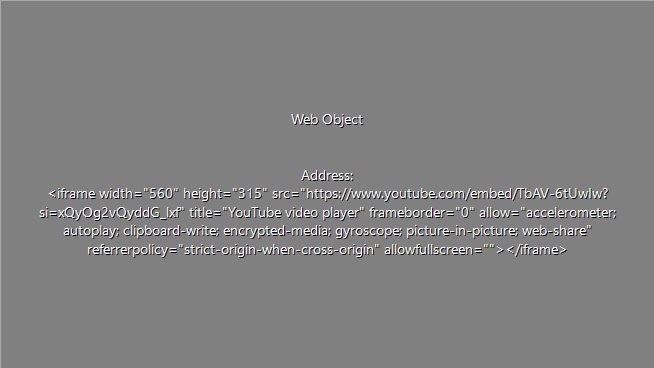 Web Object
Address:
<iframe width="560" height="315" src="https://www.youtube.com/embed/TbAV-6tUwIw?
si=xQyOg2vQyddG_lxf" title="YouTube video player" frameborder="0" allow="accelerometer;
autoplay; clipboard-write; encrypted-media; gyroscope; picture-in-picture; web-share"
referrerpolicy="strict-origin-when-cross-origin" allowfullscreen=""></iframe>